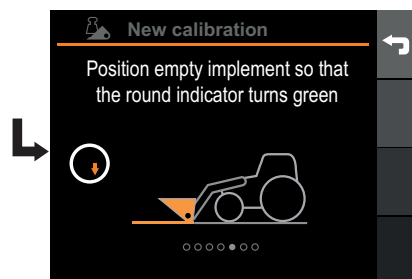 New calibration
Position empty implement so that
the round indicator turns green